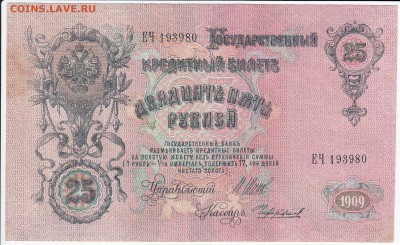 COINS.LAVE.RU
ЕЧ 193980
Государственный
25
Кредитный Билетъ
Двадцать пять
рублей
ГОСУДАРСТВЕННЫЙ БАНКЪ
РАЗМѢНИВАЕТЪ КРЕДИТНЫЕ БИЛЕТЫ
НА ЗОЛОТУЮ МОНЕТУ БЕЗЪ ОГРАНИЧЕНІЯ СУММЫ
ЕЧ 193980
ЧИСТАГО ЗОЛОТА
25
Управляющій
Кассиръ
1909